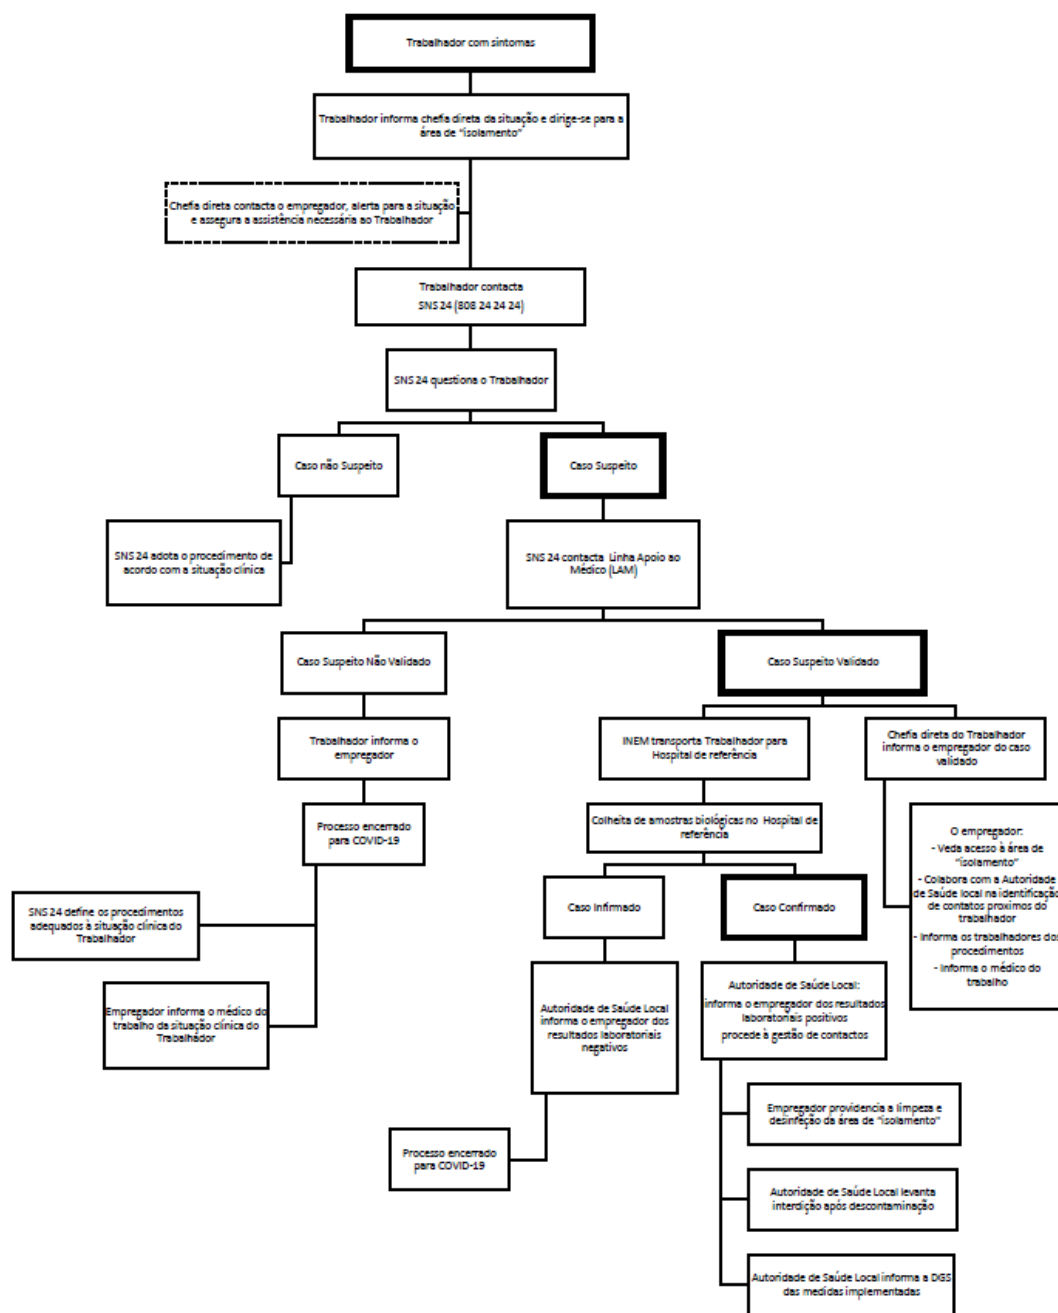 Trabalhador com sintomas
Trabalhador informa chefia direta da situação e dirige-se para a
área de “isolamento”
Chefia direta contacta o empregador, alerta para a situação
e assegura a assistência necessária ao Trabalhador
Trabalhador contacta
SNS 24 (808 24 24 24)
SNS 24 questiona o Trabalhador
Caso não Suspeito
Caso Suspeito
SNS 24 adota o procedimento de
acordo com a situação clínica
SNS 24 contacta Linha Apoio ao
Médico (LAM)
Caso Suspeito Não Validado
Caso Suspeito Validado
Trabalhador informa o
empregador
INEM transporta Trabalhador para
Hospital de referência
Chefia direta do Trabalhador
informa o empregador do caso
validado
Processo encerrado
para COVID-19
Colheita de amostras biológicas no Hospital de
referência
O empregador:
- Veda acesso à área de
“isolamento”
- Colabora com a Autoridade
de Saúde local na identificação
de contatos proximos do
trabalhador
- Informa os trabalhadores dos
procedimentos
- Informa o médico do
trabalho
SNS 24 define os procedimentos
adequados à situação clínica do
Trabalhador
Caso Infirmado
Caso Confirmado
Empregador informa o médico do
trabalho da situação clínica do
Trabalhador
Autoridade de Saúde Local
informa o empregador dos
resultados laboratoriais
negativos
Autoridade de Saúde Local:
informa o empregador dos resultados
laboratoriais positivos
procede à gestão de contactos
Processo encerrado
para COVID-19
Empregador providencia a limpeza e
desinfeção da área de “isolamento”
Autoridade de Saúde Local levanta
interdição após descontaminação
Autoridade de Saúde Local informa a DGS
das medidas implementadas